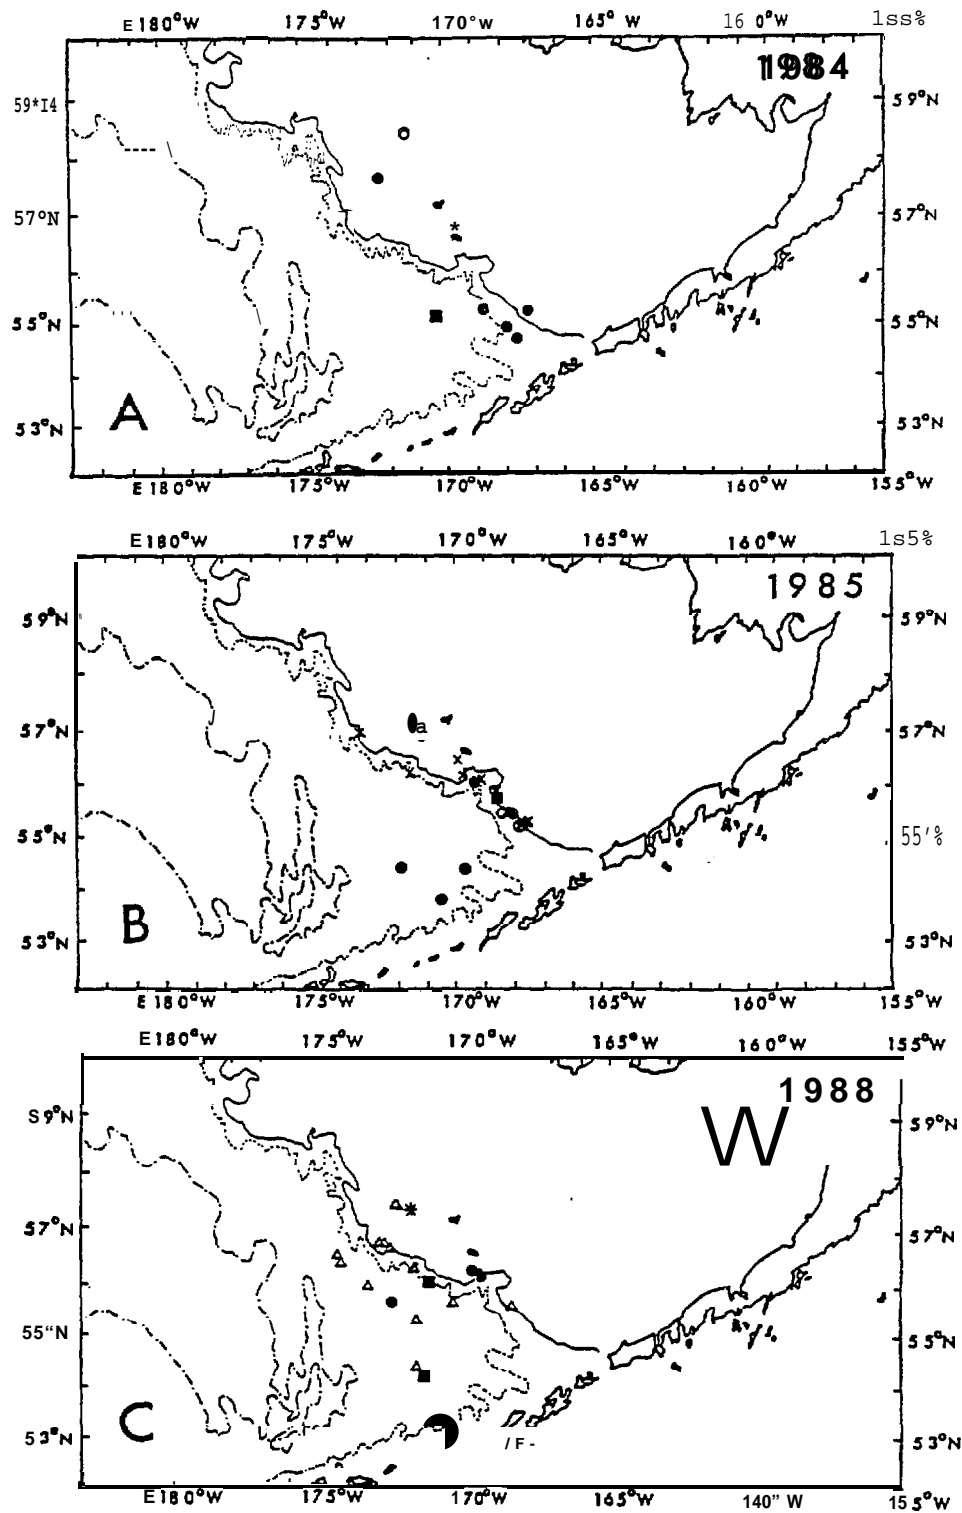 E180°W 175°W 170°W 165°W 16 0°W 1ss%
1984
59*I4 59°N
57°N 57°N
55°N 55°N
A
53°N 53°N
E180°W 175°W 170°W 165°W 160°W 155°W
E180°W 175°W 170°W 165°W 160°W 1s5%
1985
59°N 59°N
a
57°N 57°N
55°N 55'%
B
53°N 53°N
E180°W 175°W 170°W 165°W 160°W 155°W
E180°W 175°W 170°W 165°W 160°W 155°W
1988
S9°N W 59°N
57°N 57°N
55"N 55°N
C
53°N /F- 53°N
E180°W 175°W 170°W 165°W 140" W 155°W